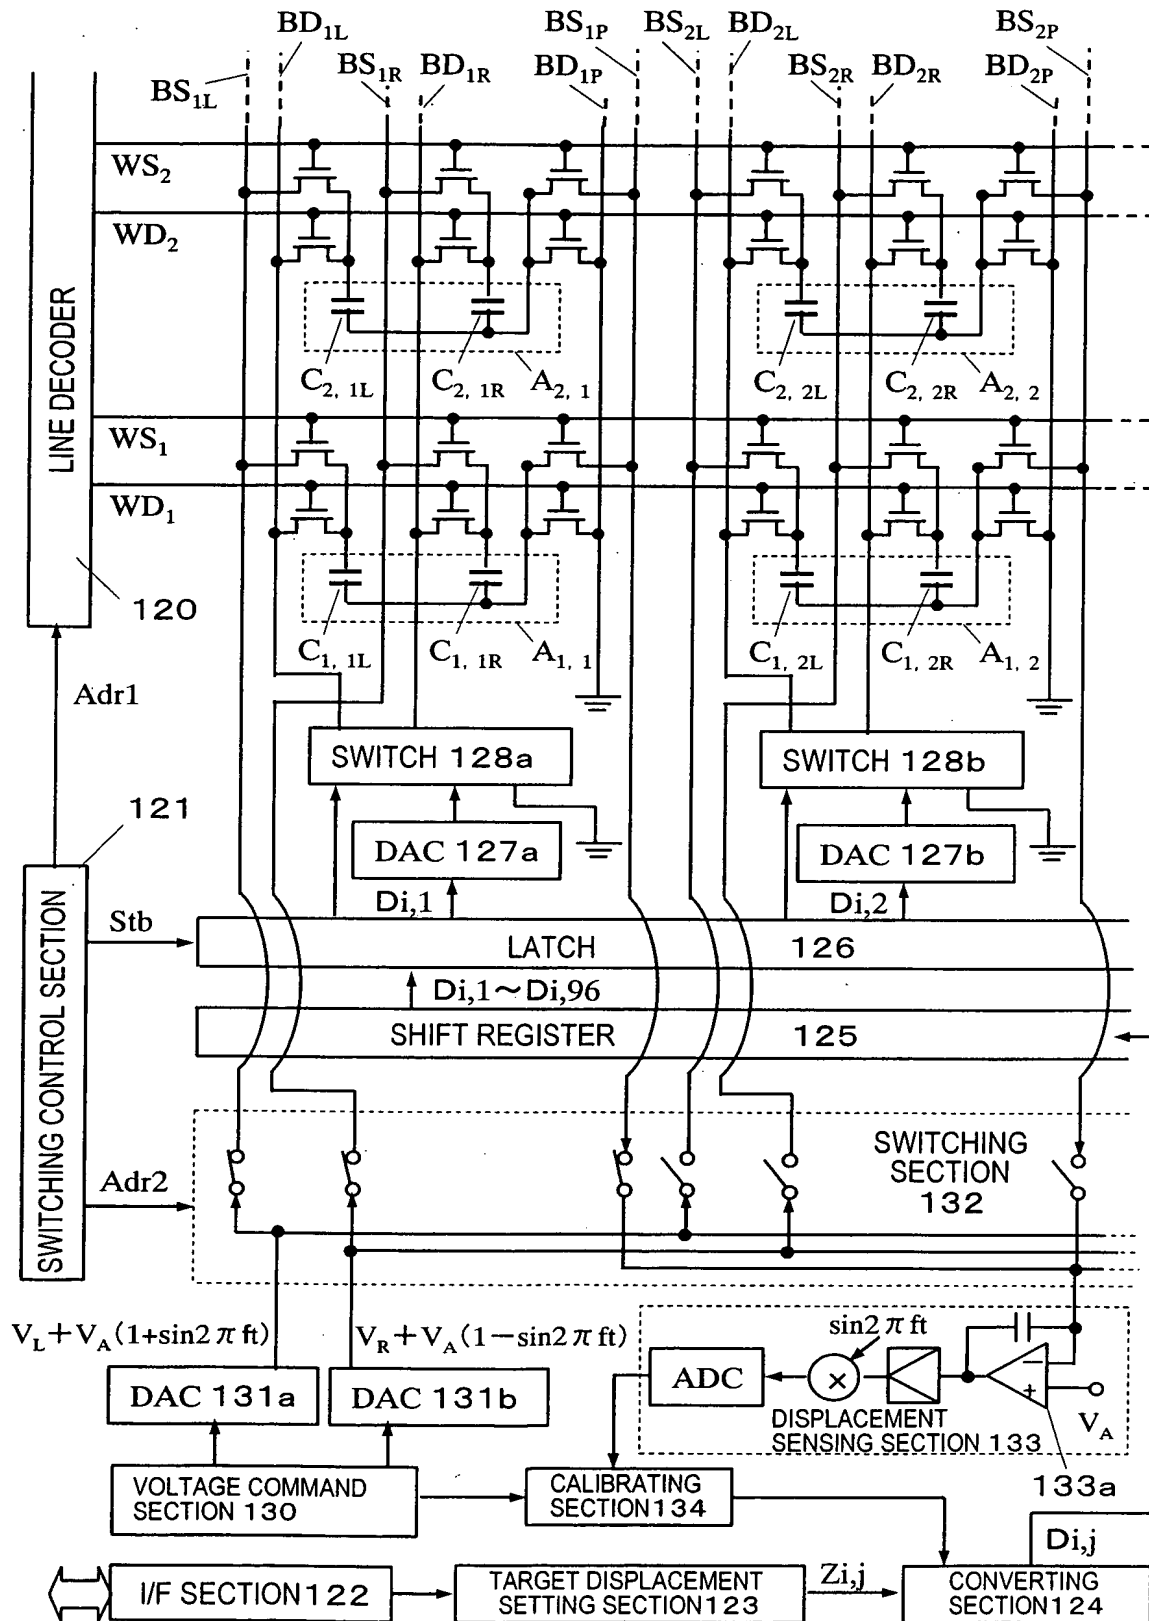 BS1P BS2L BS2P
BD1L BD2L
BS1R BD1R BD1P BS2R BD2R BD2P
BS1L
WS2
WD2
LINE DECODER
C2, 1L C2, 1R A2, 1 C2, 2L C2, 2R A2, 2
WS1
WD1
120
C1, 1L C1, 1R A1, 1 C1, 2L C1, 2R A1, 2
Adr1
SWITCH 128a SWITCH 128b
121
DAC 127a DAC 127b
Di,1 Di,2
Stb
LATCH 126
Di,1～Di,96
SHIFT REGISTER 125
SWITCHING CONTROL SECTION
SWITCHING
SECTION
132
Adr2
VL+VA(1+sin2πft) VR+VA(1−sin2πft) sin2πft
DAC 131a DAC 131b ADC × − +
VA
DISPLACEMENT
SENSING SECTION 133
133a
VOLTAGE COMMAND
SECTION 130
CALIBRATING
SECTION134
Di,j
I/F SECTION122
TARGET DISPLACEMENT
SETTING SECTION123
Zi,j
CONVERTING
SECTION124